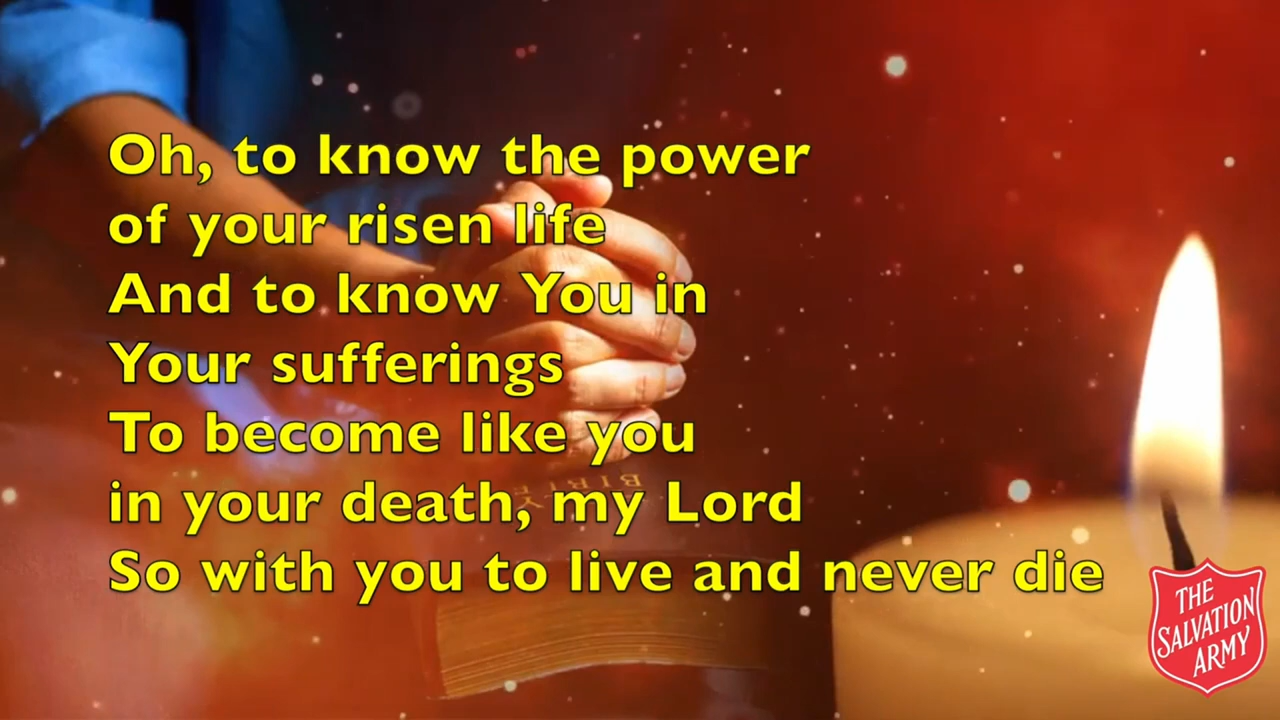 Oh, to know the power
of your risen life
And to know You in
Your sufferings
To become like you
in your death, my Lord
So with you to live and never die
BIBLE
THE
SALVATION
ARMY